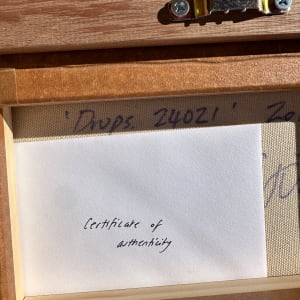 'Drops. 24021'
Certificate of
authenticity